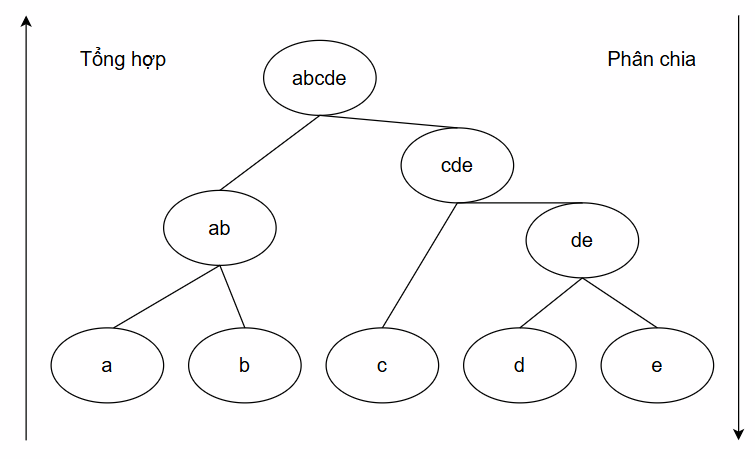 Tổng hợp
Phân chia
abcde
cde
ab
de
a
b
c
d
e